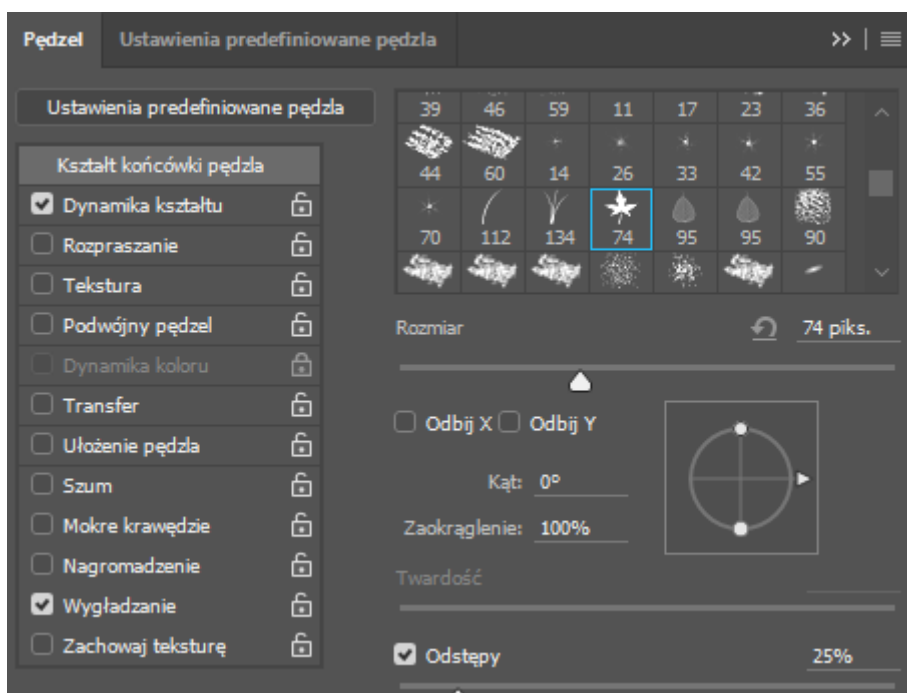 Pędzel Ustawienia predefiniowane pędzla
Ustawienia predefiniowane pędzla
Kształt końcówki pędzla
Dynamika kształtu
Rozpraszanie
Tekstura
Podwójny pędzel
Dynamika koloru
Transfer
Ułożenie pędzla
Szum
Mokre krawędzie
Nagromadzenie
Wygładzanie
Zachowaj teksturę
39 46 59 11 17 23 36
44 60 14 26 33 42 55
70 112 134 74 95 95 90
Rozmiar 74 piks.
Odbij X Odbij Y
Kąt: 0°
Zaokrąglenie: 100%
Twardość
Odstępy 25%